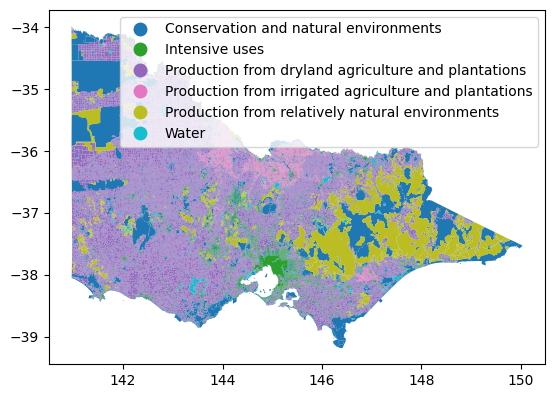 −34
−35
−36
−37
−38
−39
142
144
146
148
150
Conservation and natural environments
Intensive uses
Production from dryland agriculture and plantations
Production from irrigated agriculture and plantations
Production from relatively natural environments
Water